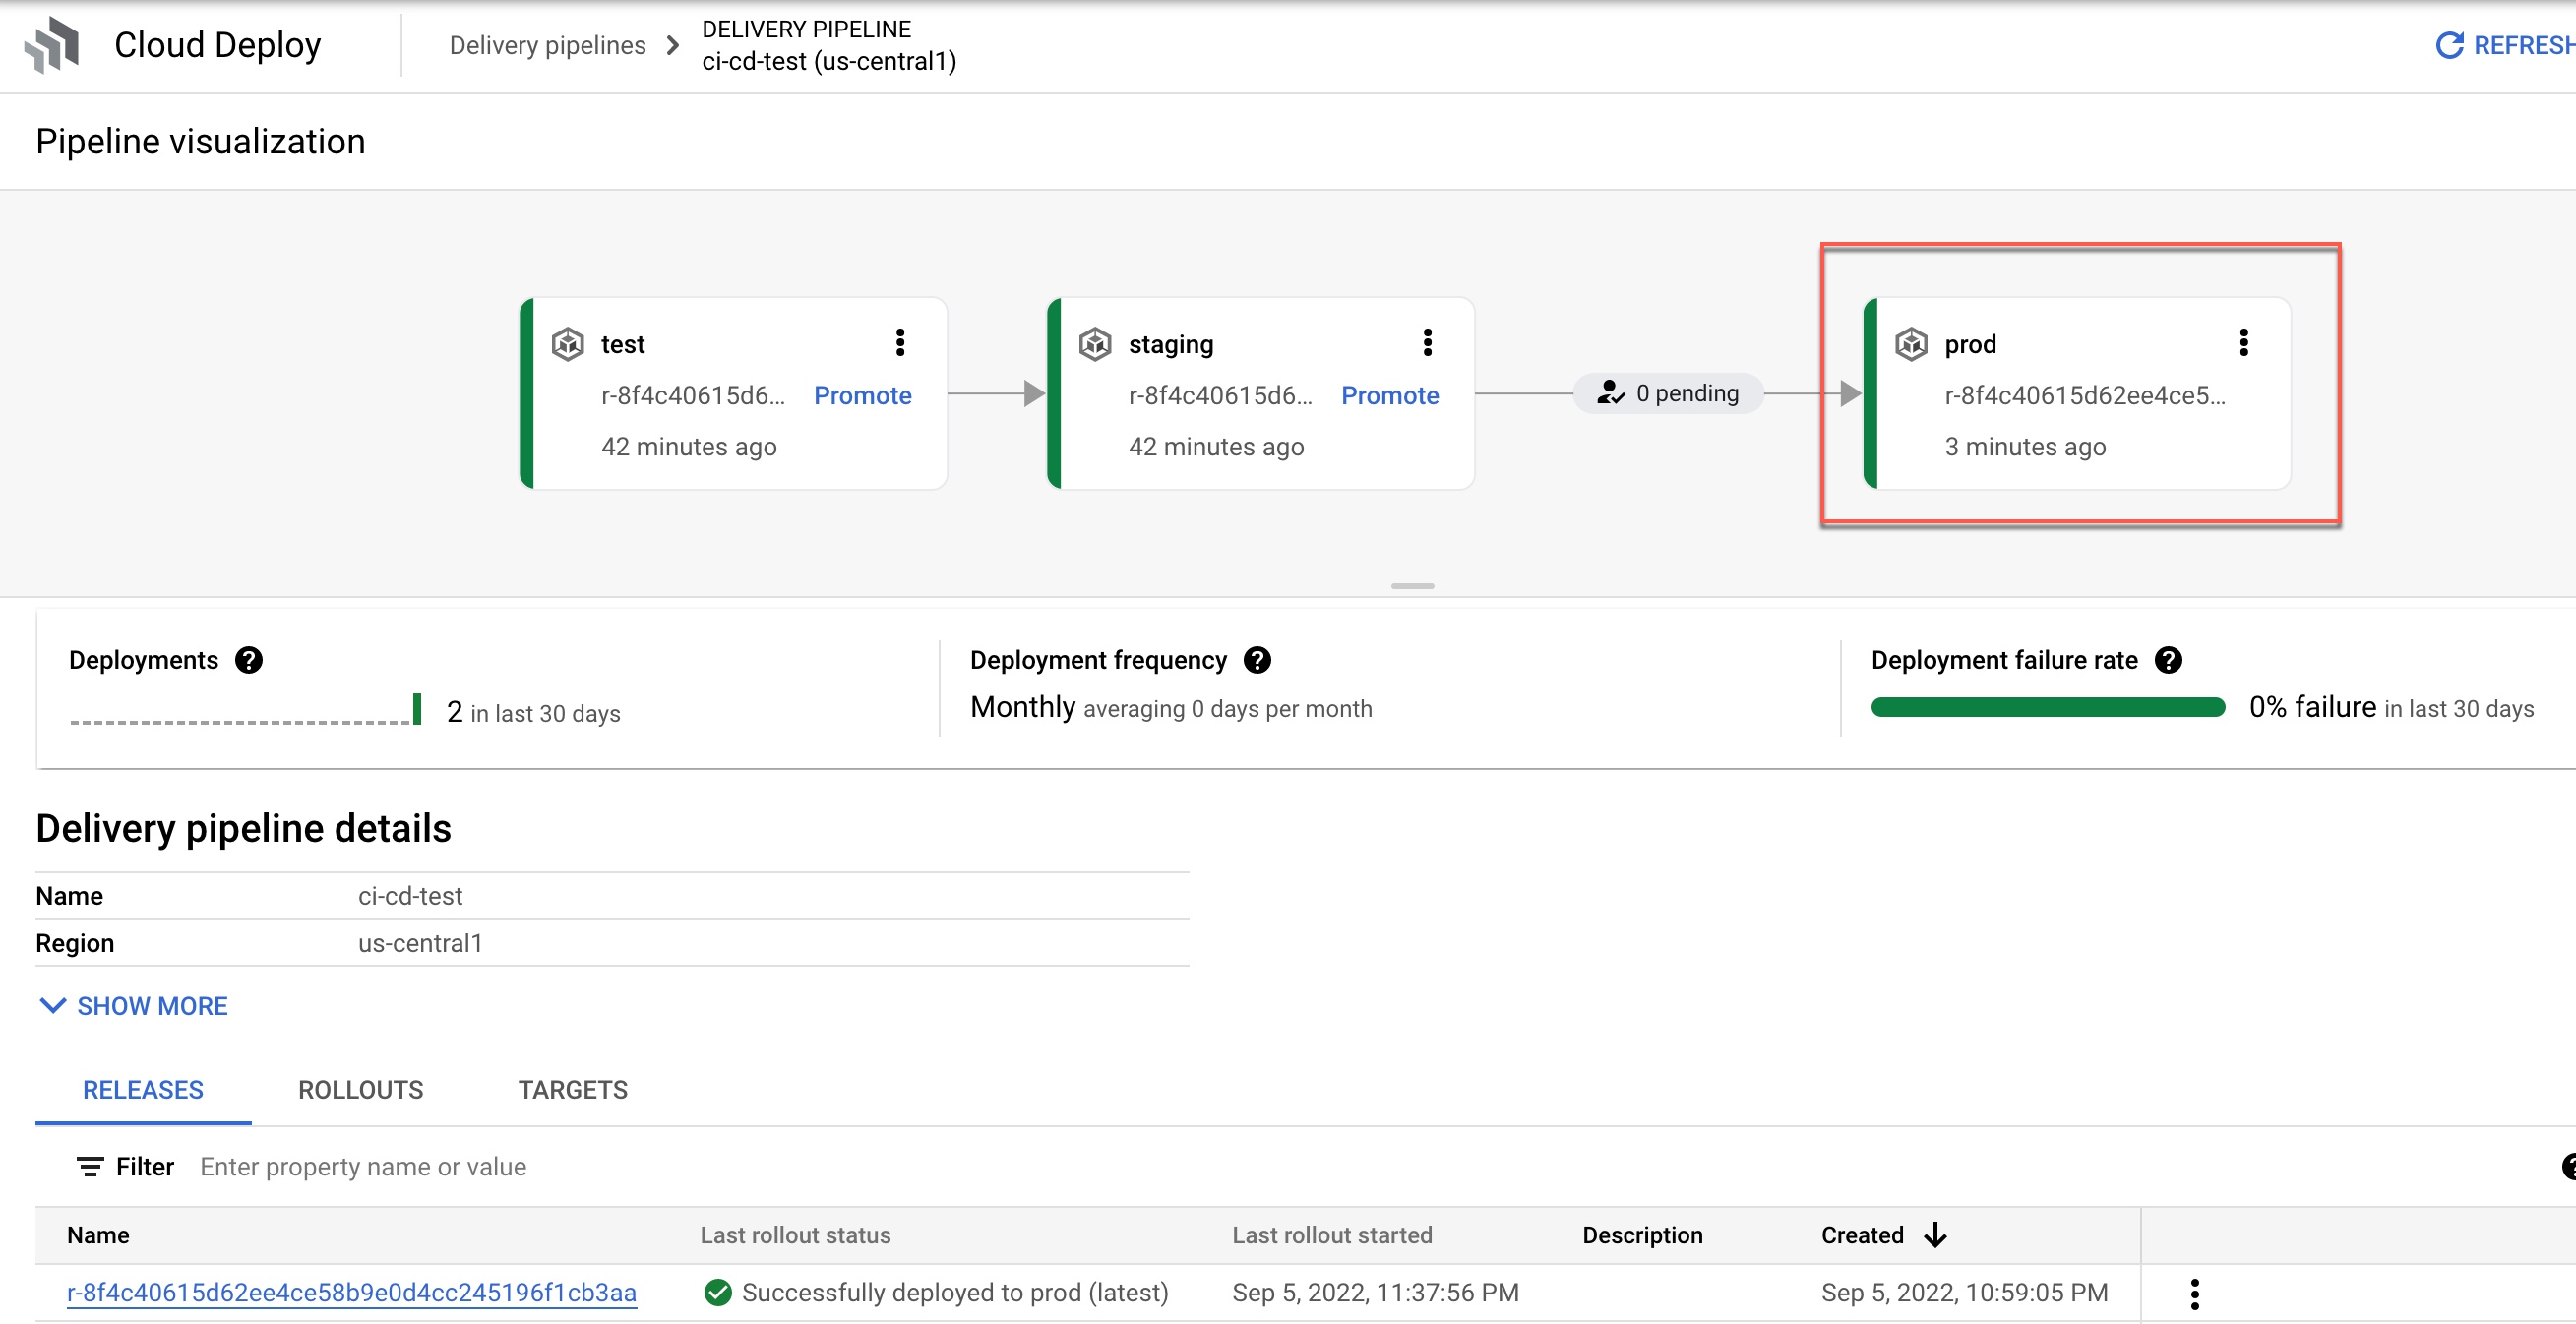 Cloud Deploy
Delivery pipelines
DELIVERY PIPELINE
ci-cd-test (us-central1)
REFRESH
Pipeline visualization
test
r-8f4c40615d6... Promote
42 minutes ago
staging
r-8f4c40615d6... Promote
42 minutes ago
0 pending
prod
r-8f4c40615d62ee4ce5...
3 minutes ago
Deployments
2 in last 30 days
Deployment frequency
Monthly averaging 0 days per month
Deployment failure rate
0% failure in last 30 days
Delivery pipeline details
Name ci-cd-test
Region us-central1
SHOW MORE
RELEASES ROLLOUTS TARGETS
Filter Enter property name or value
Name Last rollout status Last rollout started Description Created
r-8f4c40615d62ee4ce58b9e0d4cc245196f1cb3aa Successfully deployed to prod (latest) Sep 5, 2022, 11:37:56 PM Sep 5, 2022, 10:59:05 PM